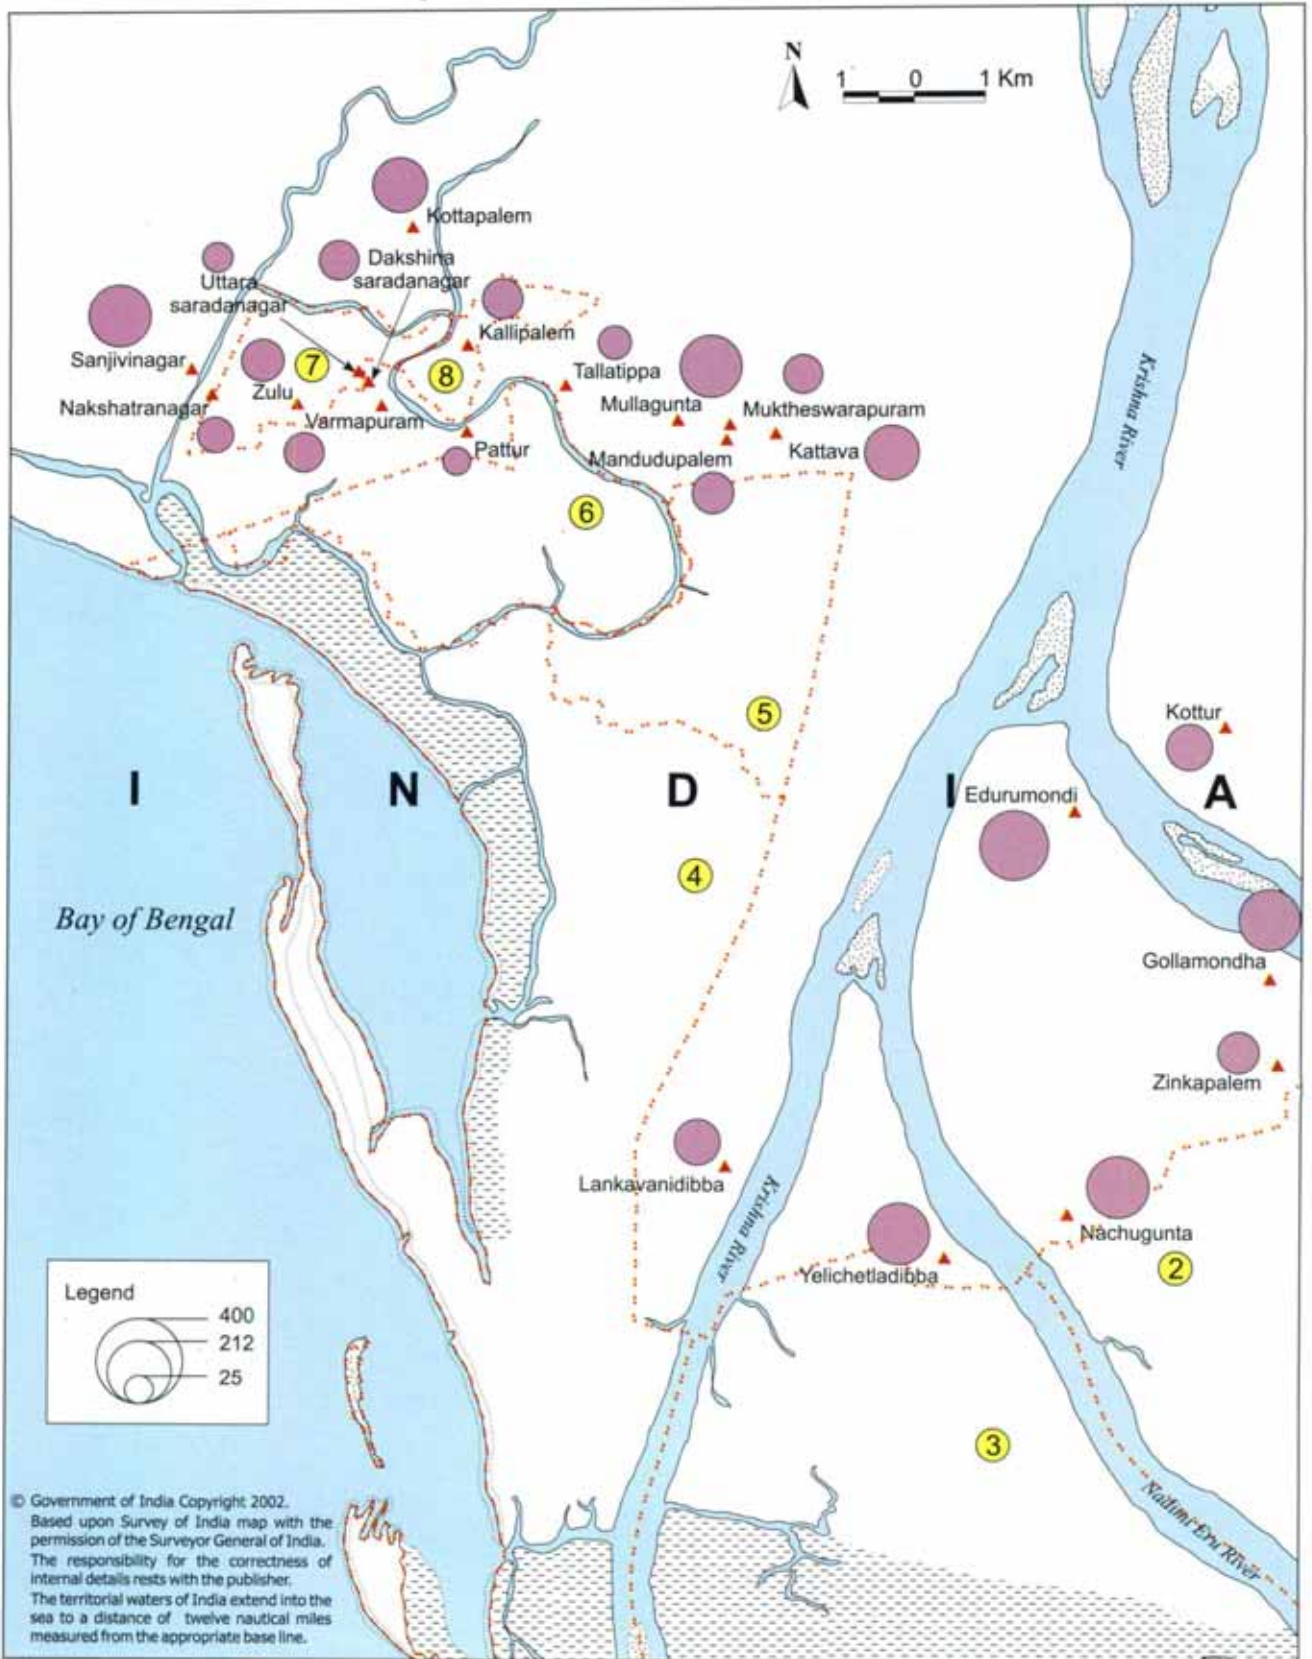 N
1 0 1 Km
Kottapalem
Dakshina
saradanagar
Uttara
saradanagar
Kallipalem
Krishna River
Sanjivinagar
7
8
Tallatippa
Nakshatranagar
Zulu
Mullagunta
Muktheswarapuram
Varmapuram
Pattur
Mandudupalem
Kattava
6
5
Kottur
I N D I A
Edurumondi
4
Bay of Bengal
Gollamondha
Zinkapalem
Lankavanidibba
Krishna River
Nachugunta
Yelichetladibba
2
Legend
400
212
25
3
Nadimi Eru River
© Government of India Copyright 2002.
Based upon Survey of India map with the
permission of the Surveyor General of India.
The responsibility for the correctness of
internal details rests with the publisher.
The territorial waters of India extend into the
sea to a distance of twelve nautical miles
measured from the appropriate base line.